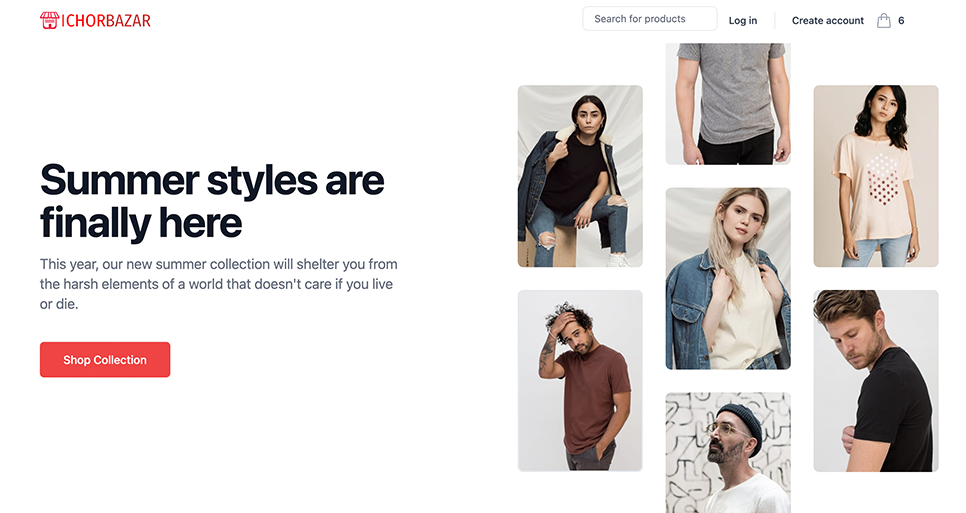 ICHORBAZAR
Search for products
Log in
Create account
6
Summer styles are
finally here
This year, our new summer collection will shelter you from
the harsh elements of a world that doesn't care if you live
or die.
Shop Collection